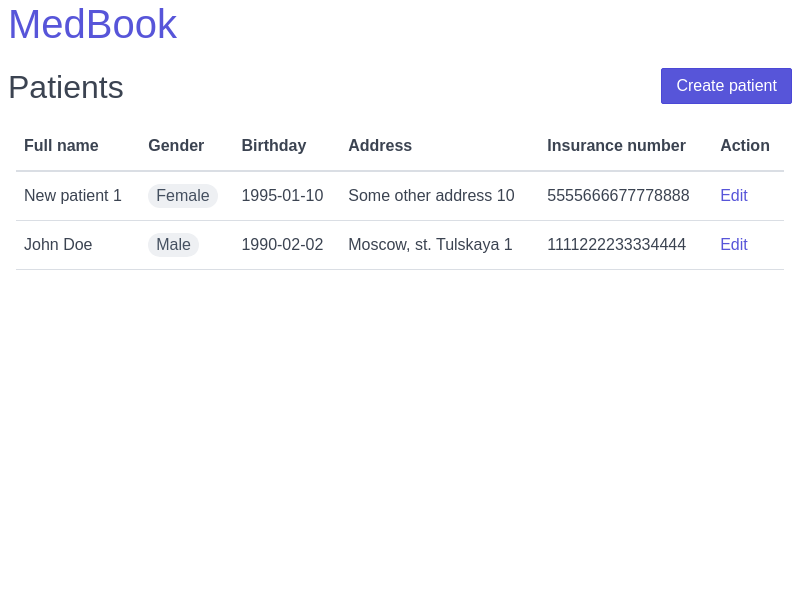 MedBook
Patients
Create patient
Full name Gender Birthday Address Insurance number Action
New patient 1 Female 1995-01-10 Some other address 10 5555666677778888 Edit
John Doe Male 1990-02-02 Moscow, st. Tulskaya 1 1111222233334444 Edit